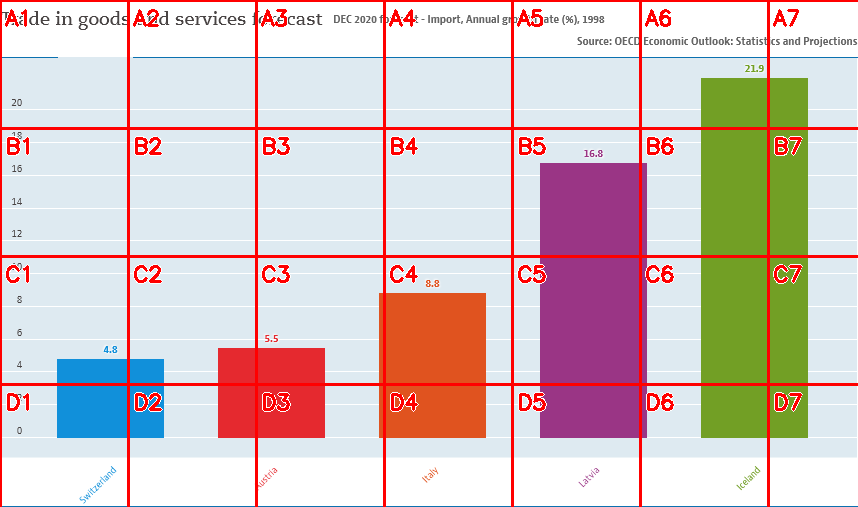 A1 A2 A3 A4 A5 A6 A7
Trade in goods and services forecast DEC 2020 forecast - Import, Annual growth rate (%), 1998
Source: OECD Economic Outlook: Statistics and Projections
21.9
20
18
B1 B2 B3 B4 B5 B6 B7
16.8
16
14
12
10
C1 C2 C3 C4 C5 C6 C7
8.8
8
6
5.5
4.8
4
2
D1 D2 D3 D4 D5 D6 D7
0
Switzerland Austria Italy Latvia Iceland